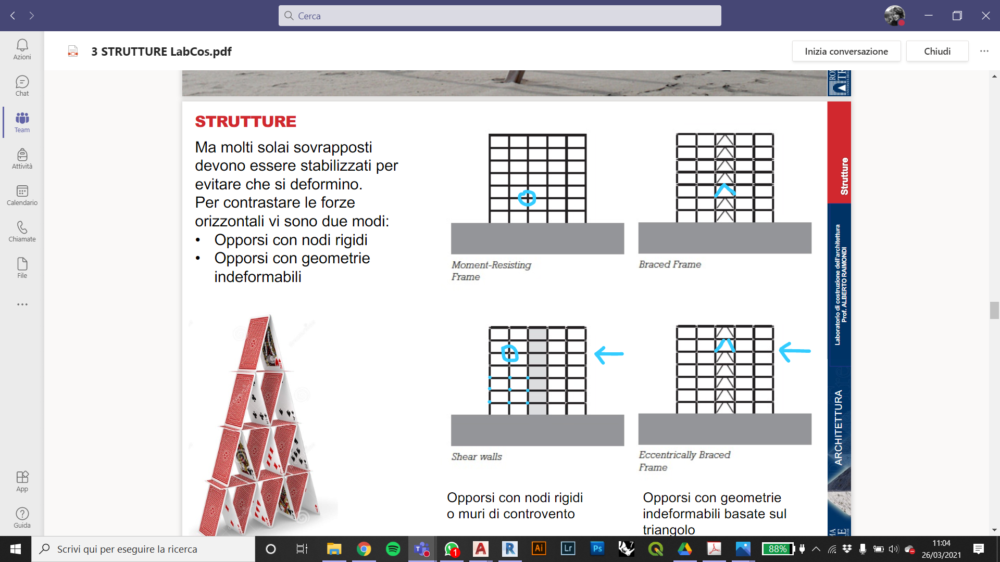 Cerca
Azioni
Chat
Team
Attività
Calendario
Chiamate
File
App
Guida
3 STRUTTURE LabCos.pdf
Inizia conversazione
Chiudi
STRUTTURE
Ma molti solai sovrapposti
devono essere stabilizzati per
evitare che si deformino.
Per contrastare le forze
orizzontali vi sono due modi:
• Opporsi con nodi rigidi
• Opporsi con geometrie
indeformabili
Moment-Resisting
Frame
Braced Frame
Shear walls
Eccentrically Braced
Frame
Opporsi con nodi rigidi
o muri di controvento
Opporsi con geometrie
indeformabili basate sul
triangolo
Strutture
Laboratorio di costruzione dell'architettura
Prof. ALBERTO RAIMONDI
ARCHITETTURA
Scrivi qui per eseguire la ricerca
1
Ai
Lr
Ps
88%
11:04
26/03/2021